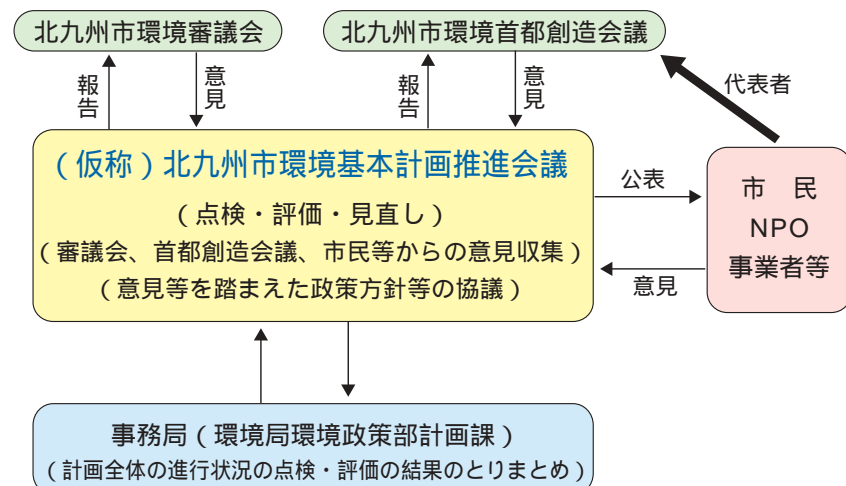 北九州市環境審議会
北九州市環境首都創造会議
報告
意見
報告
意見
代表者
(仮称)北九州市環境基本計画推進会議
(点検・評価・見直し)
(審議会、首都創造会議、市民等からの意見収集)
(意見等を踏まえた政策方針等の協議)
公表
意見
市 民
NPO
事業者等
事務局(環境局環境政策部計画課)
(計画全体の進行状況の点検・評価の結果のとりまとめ)